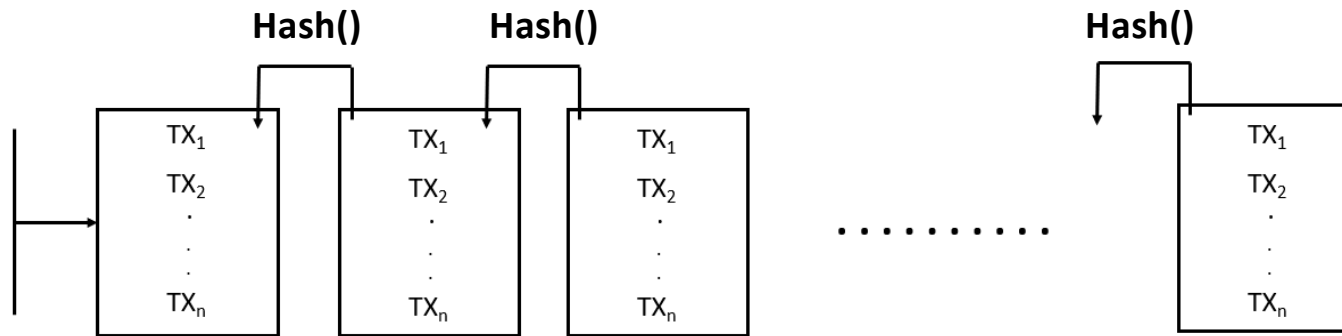 Hash() Hash() Hash()
TX₁ TX₁ TX₁ TX₁
TX₂ TX₂ TX₂ TX₂
. . . .
. . . .
. . . .
TXₙ TXₙ TXₙ TXₙ